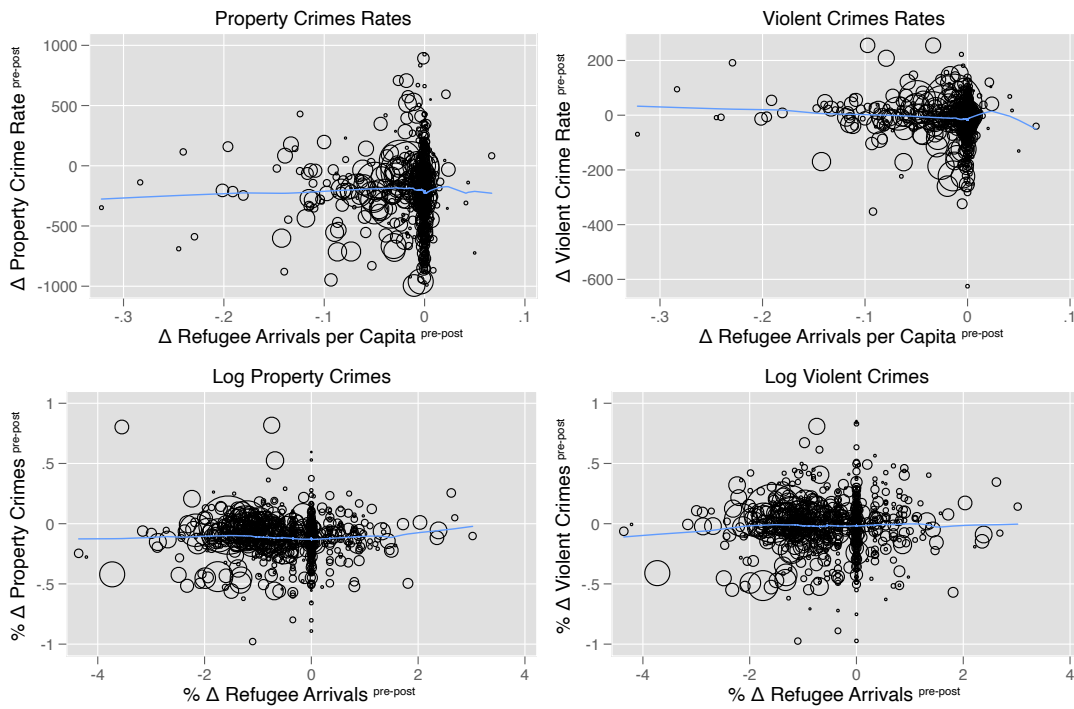 Property Crimes Rates
Δ Property Crime Rate pre-post
1000
500
0
-500
-1000
-.3 -.2 -.1 0 .1
Δ Refugee Arrivals per Capita pre-post
Violent Crimes Rates
Δ Violent Crime Rate pre-post
200
0
-200
-400
-600
-.3 -.2 -.1 0 .1
Δ Refugee Arrivals per Capita pre-post
Log Property Crimes
% Δ Property Crimes pre-post
1
.5
0
-.5
-1
-4 -2 0 2 4
% Δ Refugee Arrivals pre-post
Log Violent Crimes
% Δ Violent Crimes pre-post
1
.5
0
-.5
-1
-4 -2 0 2 4
% Δ Refugee Arrivals pre-post